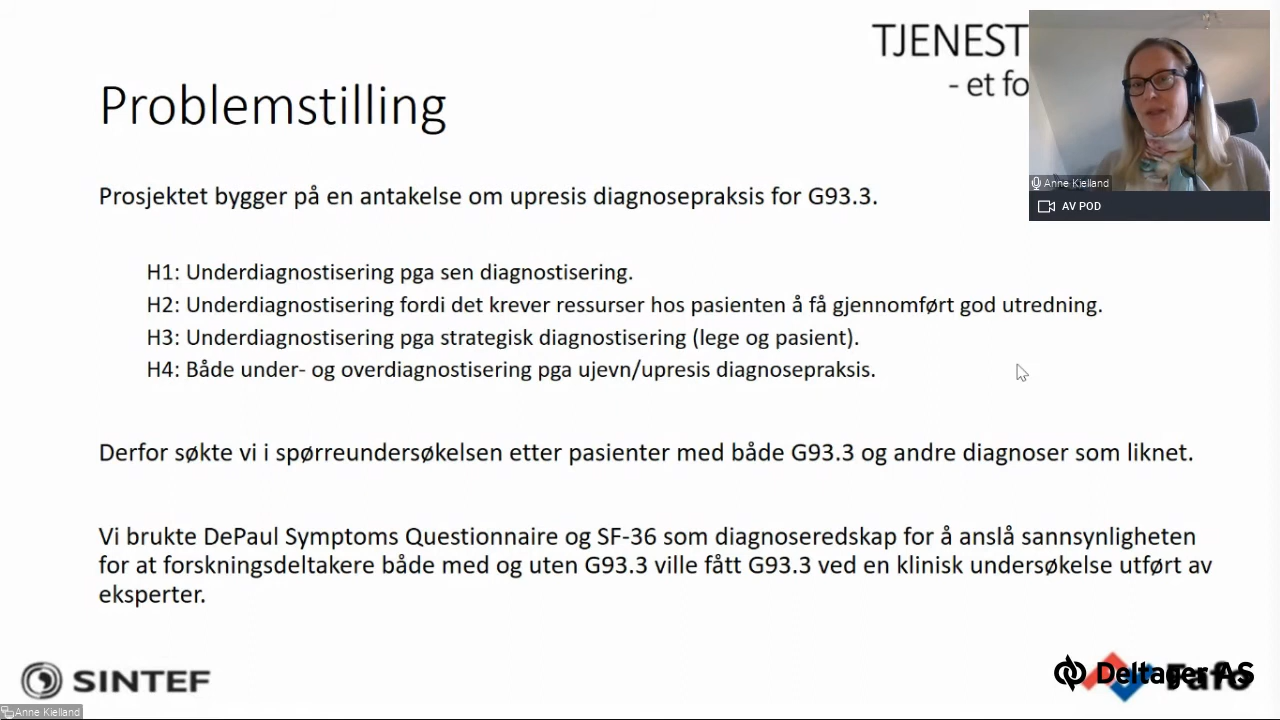 TJENEST
- et fo
Problemstilling
Prosjektet bygger på en antakelse om upresis diagnosepraksis for G93.3.
Anne Kielland
AV POD
H1: Underdiagnostisering pga sen diagnostisering.
H2: Underdiagnostisering fordi det krever ressurser hos pasienten å få gjennomført god utredning.
H3: Underdiagnostisering pga strategisk diagnostisering (lege og pasient).
H4: Både under- og overdiagnostisering pga ujevn/upresis diagnosepraksis.
Derfor søkte vi i spørreundersøkelsen etter pasienter med både G93.3 og andre diagnoser som liknet.
Vi brukte DePaul Symptoms Questionnaire og SF-36 som diagnoseredskap for å anslå sannsynligheten
for at forskningsdeltakere både med og uten G93.3 ville fått G93.3 ved en klinisk undersøkelse utført av
eksperter.
SINTEF
Deltager AS
Fafo
Anne Kielland